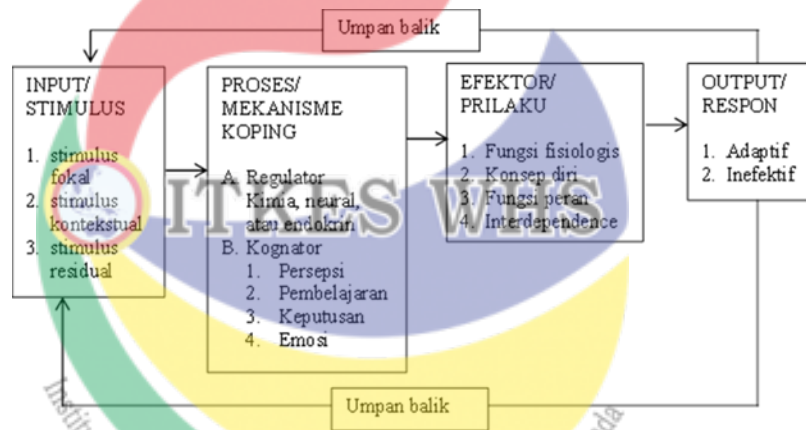 Umpan balik
INPUT/
STIMULUS
1. stimulus
fokal
2. stimulus
kontekstual
3. stimulus
residual
PROSES/
MEKANISME
KOPING
A. Regulator
Kimia, neural,
atau endokrin
B. Kognator
1. Persepsi
2. Pembelajaran
3. Keputusan
4. Emosi
EFEKTOR/
PRILAKU
1. Fungsi fisiologis
2. Konsep diri
3. Fungsi peran
4. Interdependence
OUTPUT/
RESPON
1. Adaptif
2. Inefektif
ITKES WHS
Umpan balik